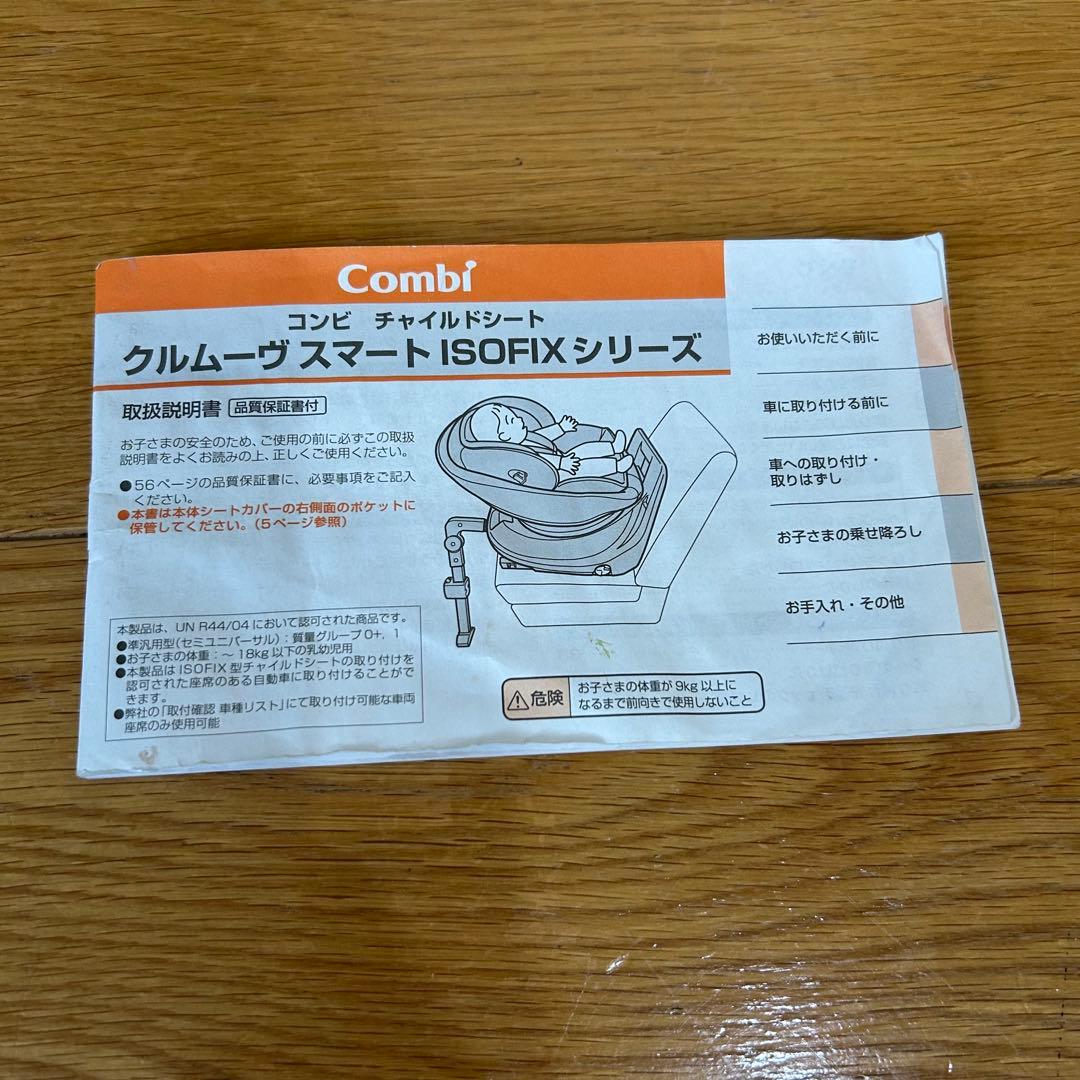 Combi
コンビ チャイルドシート
クルムーヴ スマート ISOFIX シリーズ
取扱説明書 品質保証書付
お子さまの安全のため、ご使用の前に必ずこの取扱
説明書をよくお読みの上、正しくご使用ください。
●56ページの品質保証書に、必要事項をご記入
ください。
●本書は本体シートカバーの右側面のポケットに
保管してください。(5ページ参照)
本製品は、UN R44/04において認可された商品です。
●準汎用型(セミユニバーサル):質量グループ0+, 1
●お子さまの体重:~18kg以下の乳幼児用
●本製品はISOFIX型チャイルドシートの取り付けを
認可された座席のある自動車に取り付けることがで
きます。
●弊社の「取付確認 車種リスト」にて取り付け可能な車両
座席のみ使用可能
危険
お子さまの体重が9kg以上に
なるまで前向きで使用しないこと
お使いいただく前に
車に取り付ける前に
車への取り付け・
取りはずし
お子さまの乗せ降ろし
お手入れ・その他